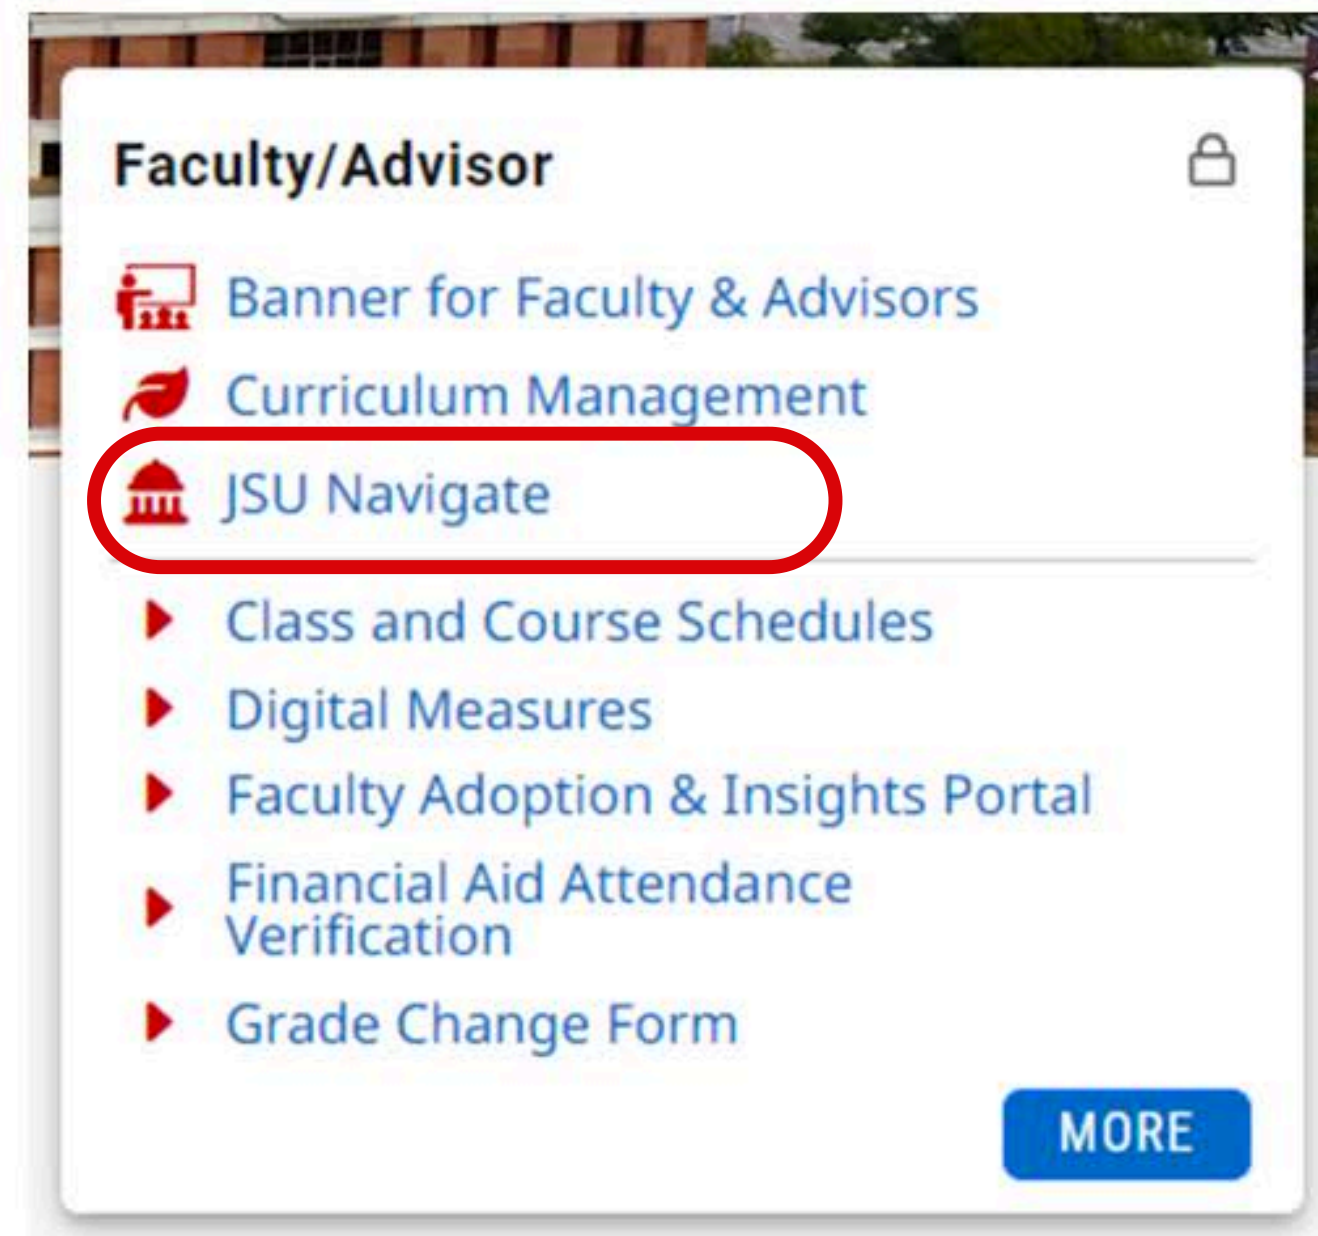 Faculty/Advisor
Banner for Faculty & Advisors
Curriculum Management
JSU Navigate
Class and Course Schedules
Digital Measures
Faculty Adoption & Insights Portal
Financial Aid Attendance
Verification
Grade Change Form
MORE